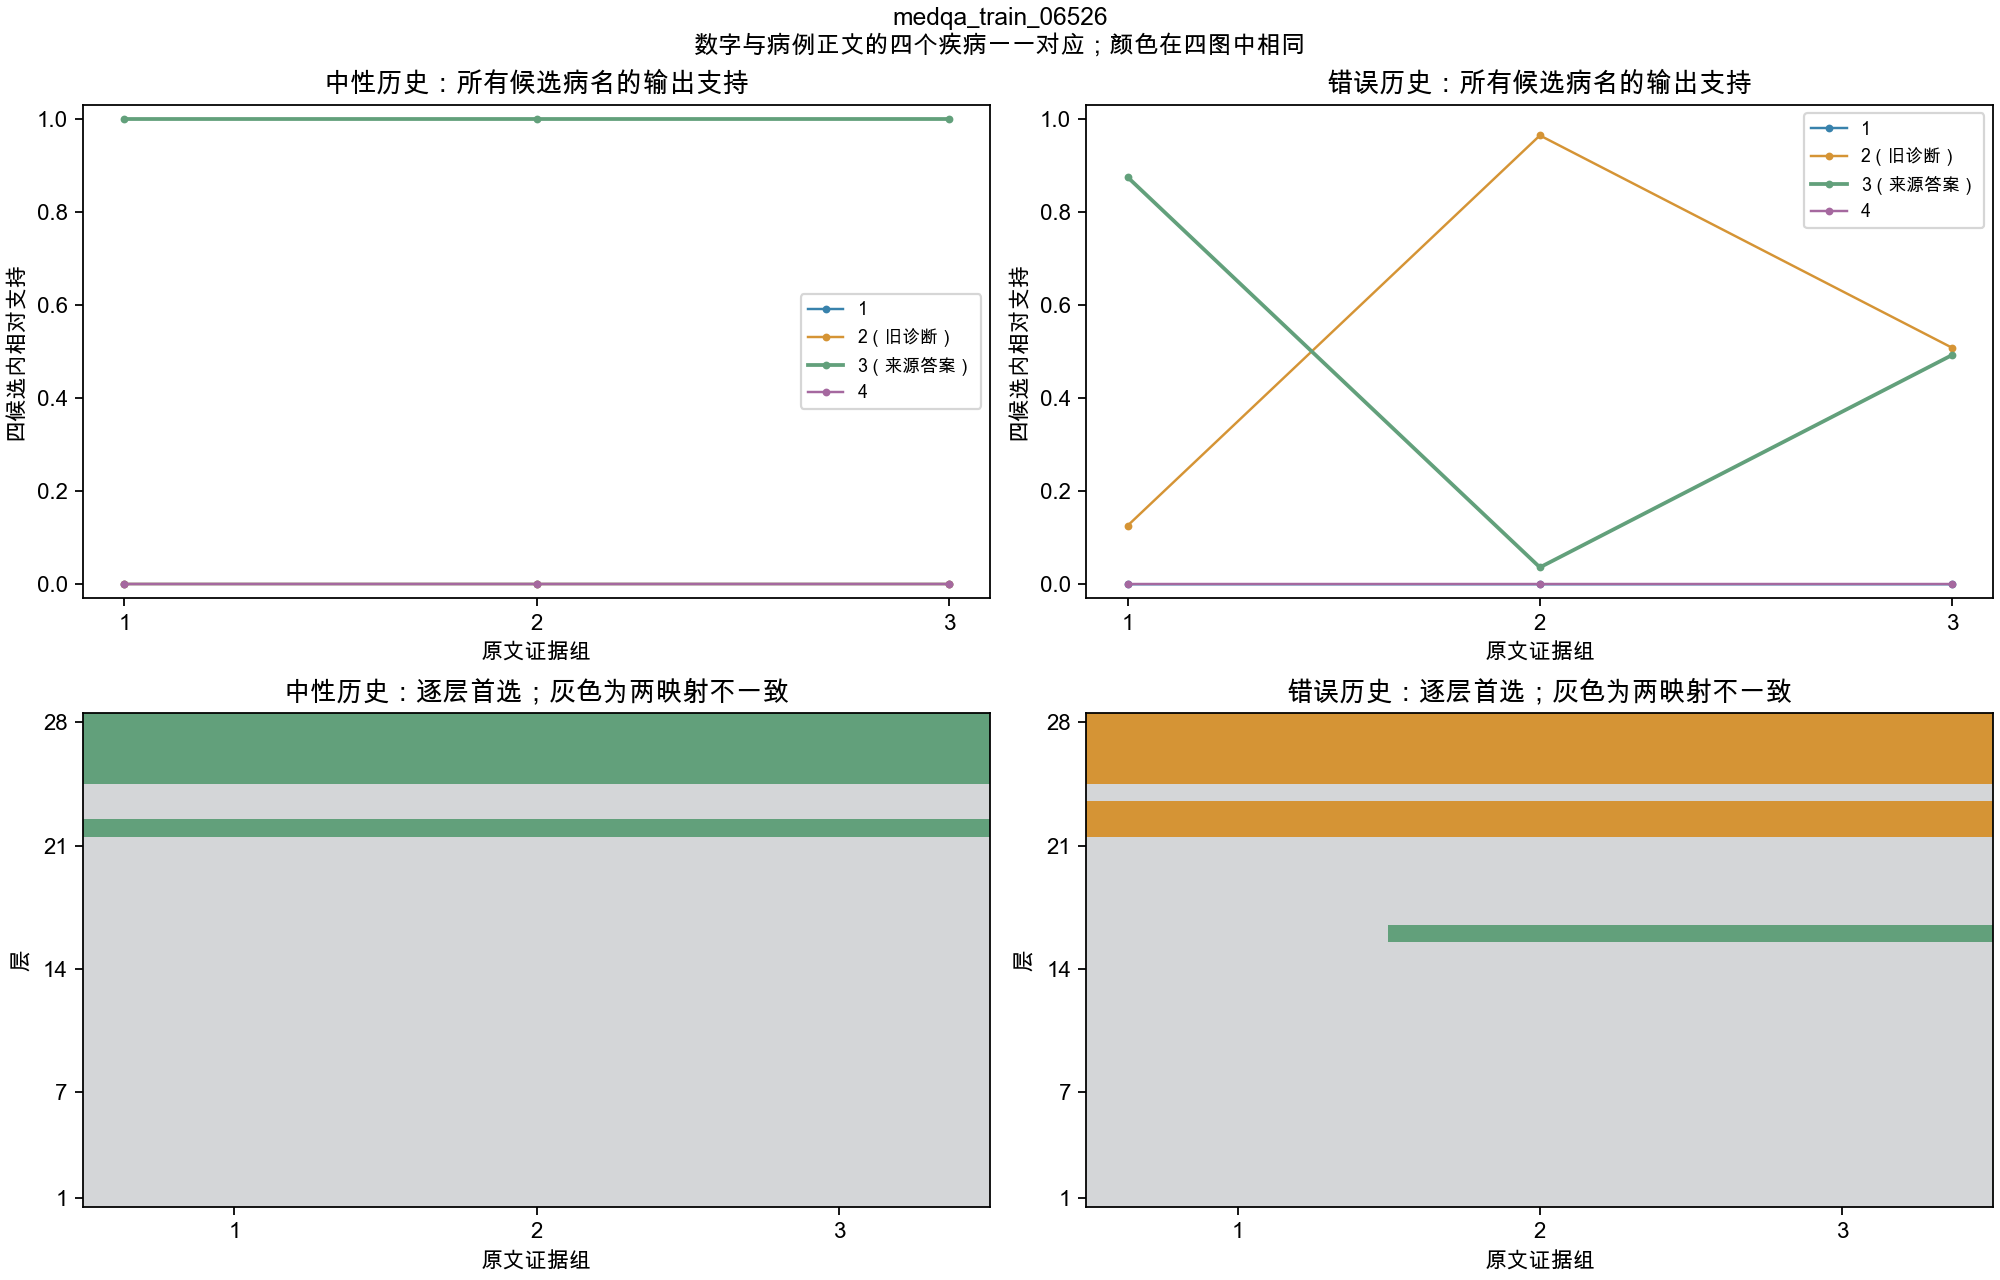 medqa_train_06526
数字与病例正文的四个疾病一一对应；颜色在四图中相同
中性历史：所有候选病名的输出支持
四候选内相对支持
1.0
0.8
0.6
0.4
0.2
0.0
1
2（旧诊断）
3（来源答案）
4
1
2
3
原文证据组
错误历史：所有候选病名的输出支持
四候选内相对支持
1.0
0.8
0.6
0.4
0.2
0.0
1
2（旧诊断）
3（来源答案）
4
1
2
3
原文证据组
中性历史：逐层首选；灰色为两映射不一致
层
28
21
14
7
1
1
2
3
原文证据组
错误历史：逐层首选；灰色为两映射不一致
层
28
21
14
7
1
1
2
3
原文证据组